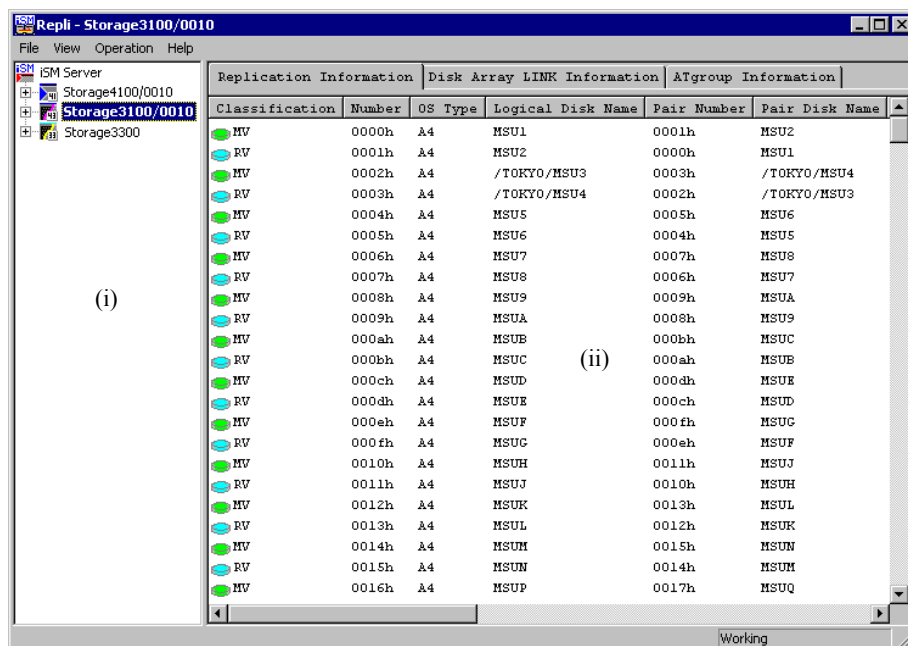 Repli - Storage3100/0010
File View Operation Help
iSM Server
Storage4100/0010
Storage3100/0010
Storage3300
(i)
Replication Information Disk Array LINK Information ATgroup Information
Classification Number OS Type Logical Disk Name Pair Number Pair Disk Name
MV 0000h A4 MSU1 0001h MSU2
RV 0001h A4 MSU2 0000h MSU1
MV 0002h A4 /TOKYO/MSU3 0003h /TOKYO/MSU4
RV 0003h A4 /TOKYO/MSU4 0002h /TOKYO/MSU3
MV 0004h A4 MSU5 0005h MSU6
RV 0005h A4 MSU6 0004h MSU5
MV 0006h A4 MSU7 0007h MSU8
RV 0007h A4 MSU8 0006h MSU7
MV 0008h A4 MSU9 0009h MSUA
RV 0009h A4 MSUA 0008h MSU9
MV 000ah A4 MSUB 000bh MSUC
RV 000bh A4 MSUC 000ah MSUB
(ii)
MV 000ch A4 MSUD 000dh MSUE
RV 000dh A4 MSUE 000ch MSUD
MV 000eh A4 MSUF 000fh MSUG
RV 000fh A4 MSUG 000eh MSUF
MV 0010h A4 MSUH 0011h MSUJ
RV 0011h A4 MSUJ 0010h MSUH
MV 0012h A4 MSUK 0013h MSUL
RV 0013h A4 MSUL 0012h MSUK
MV 0014h A4 MSUM 0015h MSUN
RV 0015h A4 MSUN 0014h MSUM
MV 0016h A4 MSUP 0017h MSUQ
Working